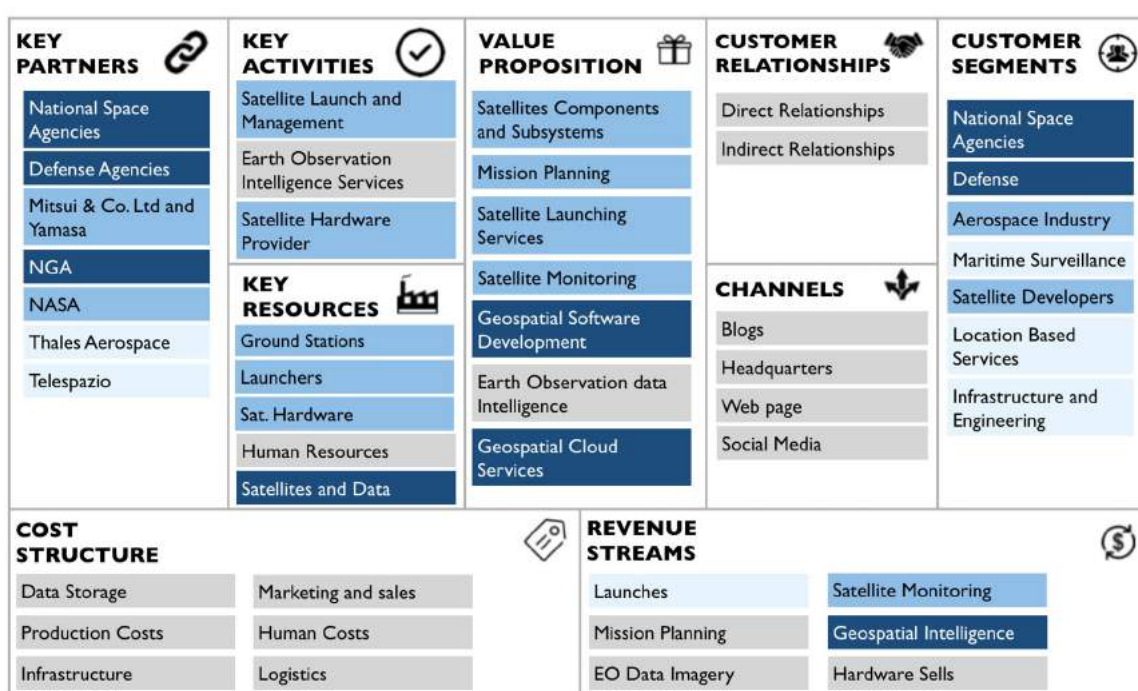 KEY
PARTNERS
National Space
Agencies
Defense Agencies
Mitsui & Co. Ltd and
Yamasa
NGA
NASA
Thales Aerospace
Telespazio
KEY
ACTIVITIES
Satellite Launch and
Management
Earth Observation
Intelligence Services
Satellite Hardware
Provider
KEY
RESOURCES
Ground Stations
Launchers
Sat. Hardware
Human Resources
Satellites and Data
VALUE
PROPOSITION
Satellites Components
and Subsystems
Mission Planning
Satellite Launching
Services
Satellite Monitoring
Geospatial Software
Development
Earth Observation data
Intelligence
Geospatial Cloud
Services
CUSTOMER
RELATIONSHIPS
Direct Relationships
Indirect Relationships
CHANNELS
Blogs
Headquarters
Web page
Social Media
CUSTOMER
SEGMENTS
National Space
Agencies
Defense
Aerospace Industry
Maritime Surveillance
Satellite Developers
Location Based
Services
Infrastructure and
Engineering
COST
STRUCTURE
Data Storage
Production Costs
Infrastructure
Marketing and sales
Human Costs
Logistics
REVENUE
STREAMS
$
Launches
Mission Planning
EO Data Imagery
Satellite Monitoring
Geospatial Intelligence
Hardware Sells